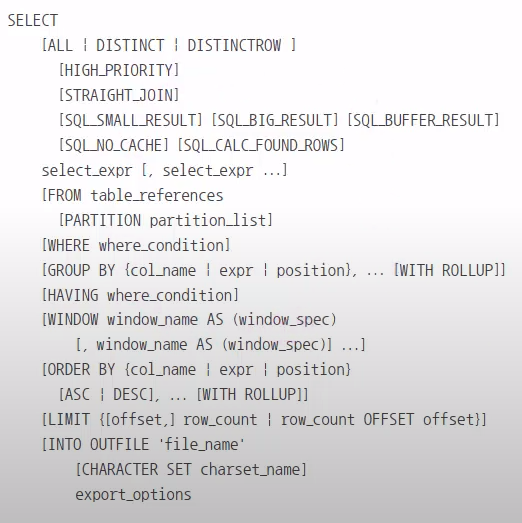 SELECT
[ALL | DISTINCT | DISTINCTROW ]
[HIGH_PRIORITY]
[STRAIGHT_JOIN]
[SQL_SMALL_RESULT] [SQL_BIG_RESULT] [SQL_BUFFER_RESULT]
[SQL_NO_CACHE] [SQL_CALC_FOUND_ROWS]
select_expr [, select_expr ...]
[FROM table_references
[PARTITION partition_list]
[WHERE where_condition]
[GROUP BY {col_name | expr | position}, ... [WITH ROLLUP]]
[HAVING where_condition]
[WINDOW window_name AS (window_spec)
[, window_name AS (window_spec)] ...]
[ORDER BY {col_name | expr | position}
[ASC | DESC], ... [WITH ROLLUP]]
[LIMIT {[offset,] row_count | row_count OFFSET offset}]
[INTO OUTFILE 'file_name'
[CHARACTER SET charset_name]
export_options